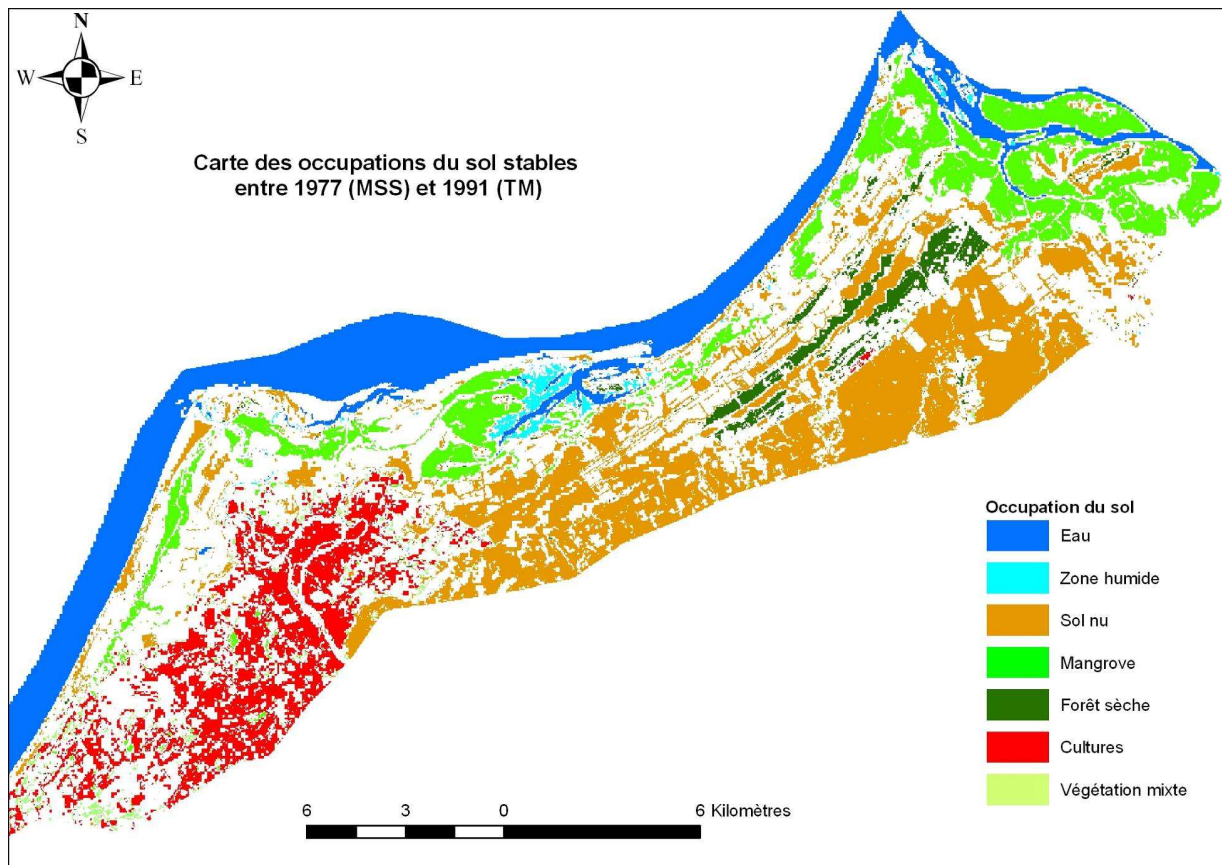 N
W E
S
Carte des occupations du sol stables
entre 1977 (MSS) et 1991 (TM)
Occupation du sol
Eau
Zone humide
Sol nu
Mangrove
Forêt sèche
Cultures
Végétation mixte
6 3 0 6 Kilomètres